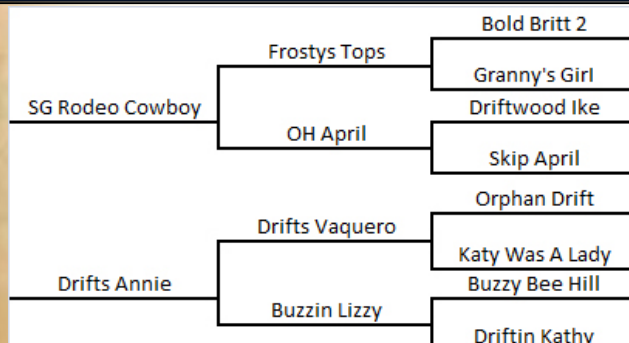 Bold Britt 2
Frostys Tops
Granny's Girl
SG Rodeo Cowboy
Driftwood Ike
OH April
Skip April
Orphan Drift
Drifts Vaquero
Katy Was A Lady
Drifts Annie
Buzzy Bee Hill
Buzzin Lizzy
Driftin Kathy